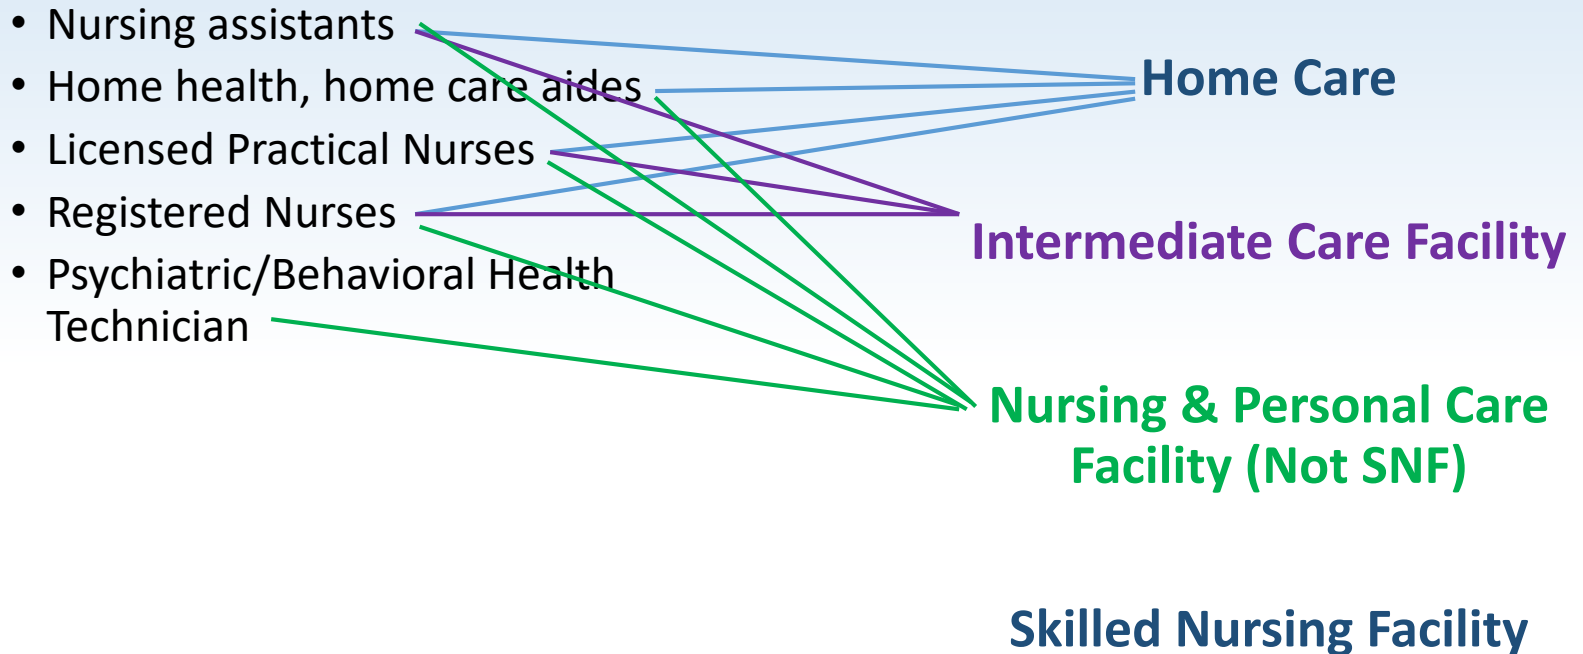 • Nursing assistants
• Home health, home care aides
• Licensed Practical Nurses
• Registered Nurses
• Psychiatric/Behavioral Health
Technician
Home Care
Intermediate Care Facility
Nursing & Personal Care
Facility (Not SNF)
Skilled Nursing Facility